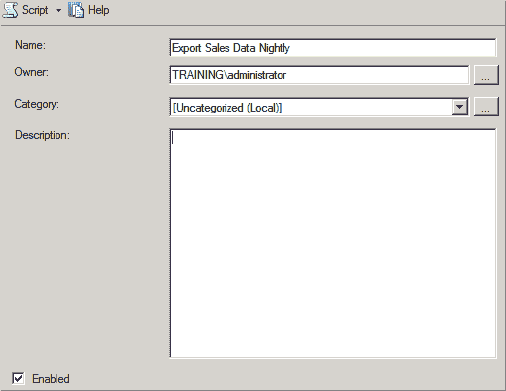 Script Help
Name: Export Sales Data Nightly
Owner: TRAINING\administrator ...
Category: [Uncategorized (Local)] ...
Description:
Enabled